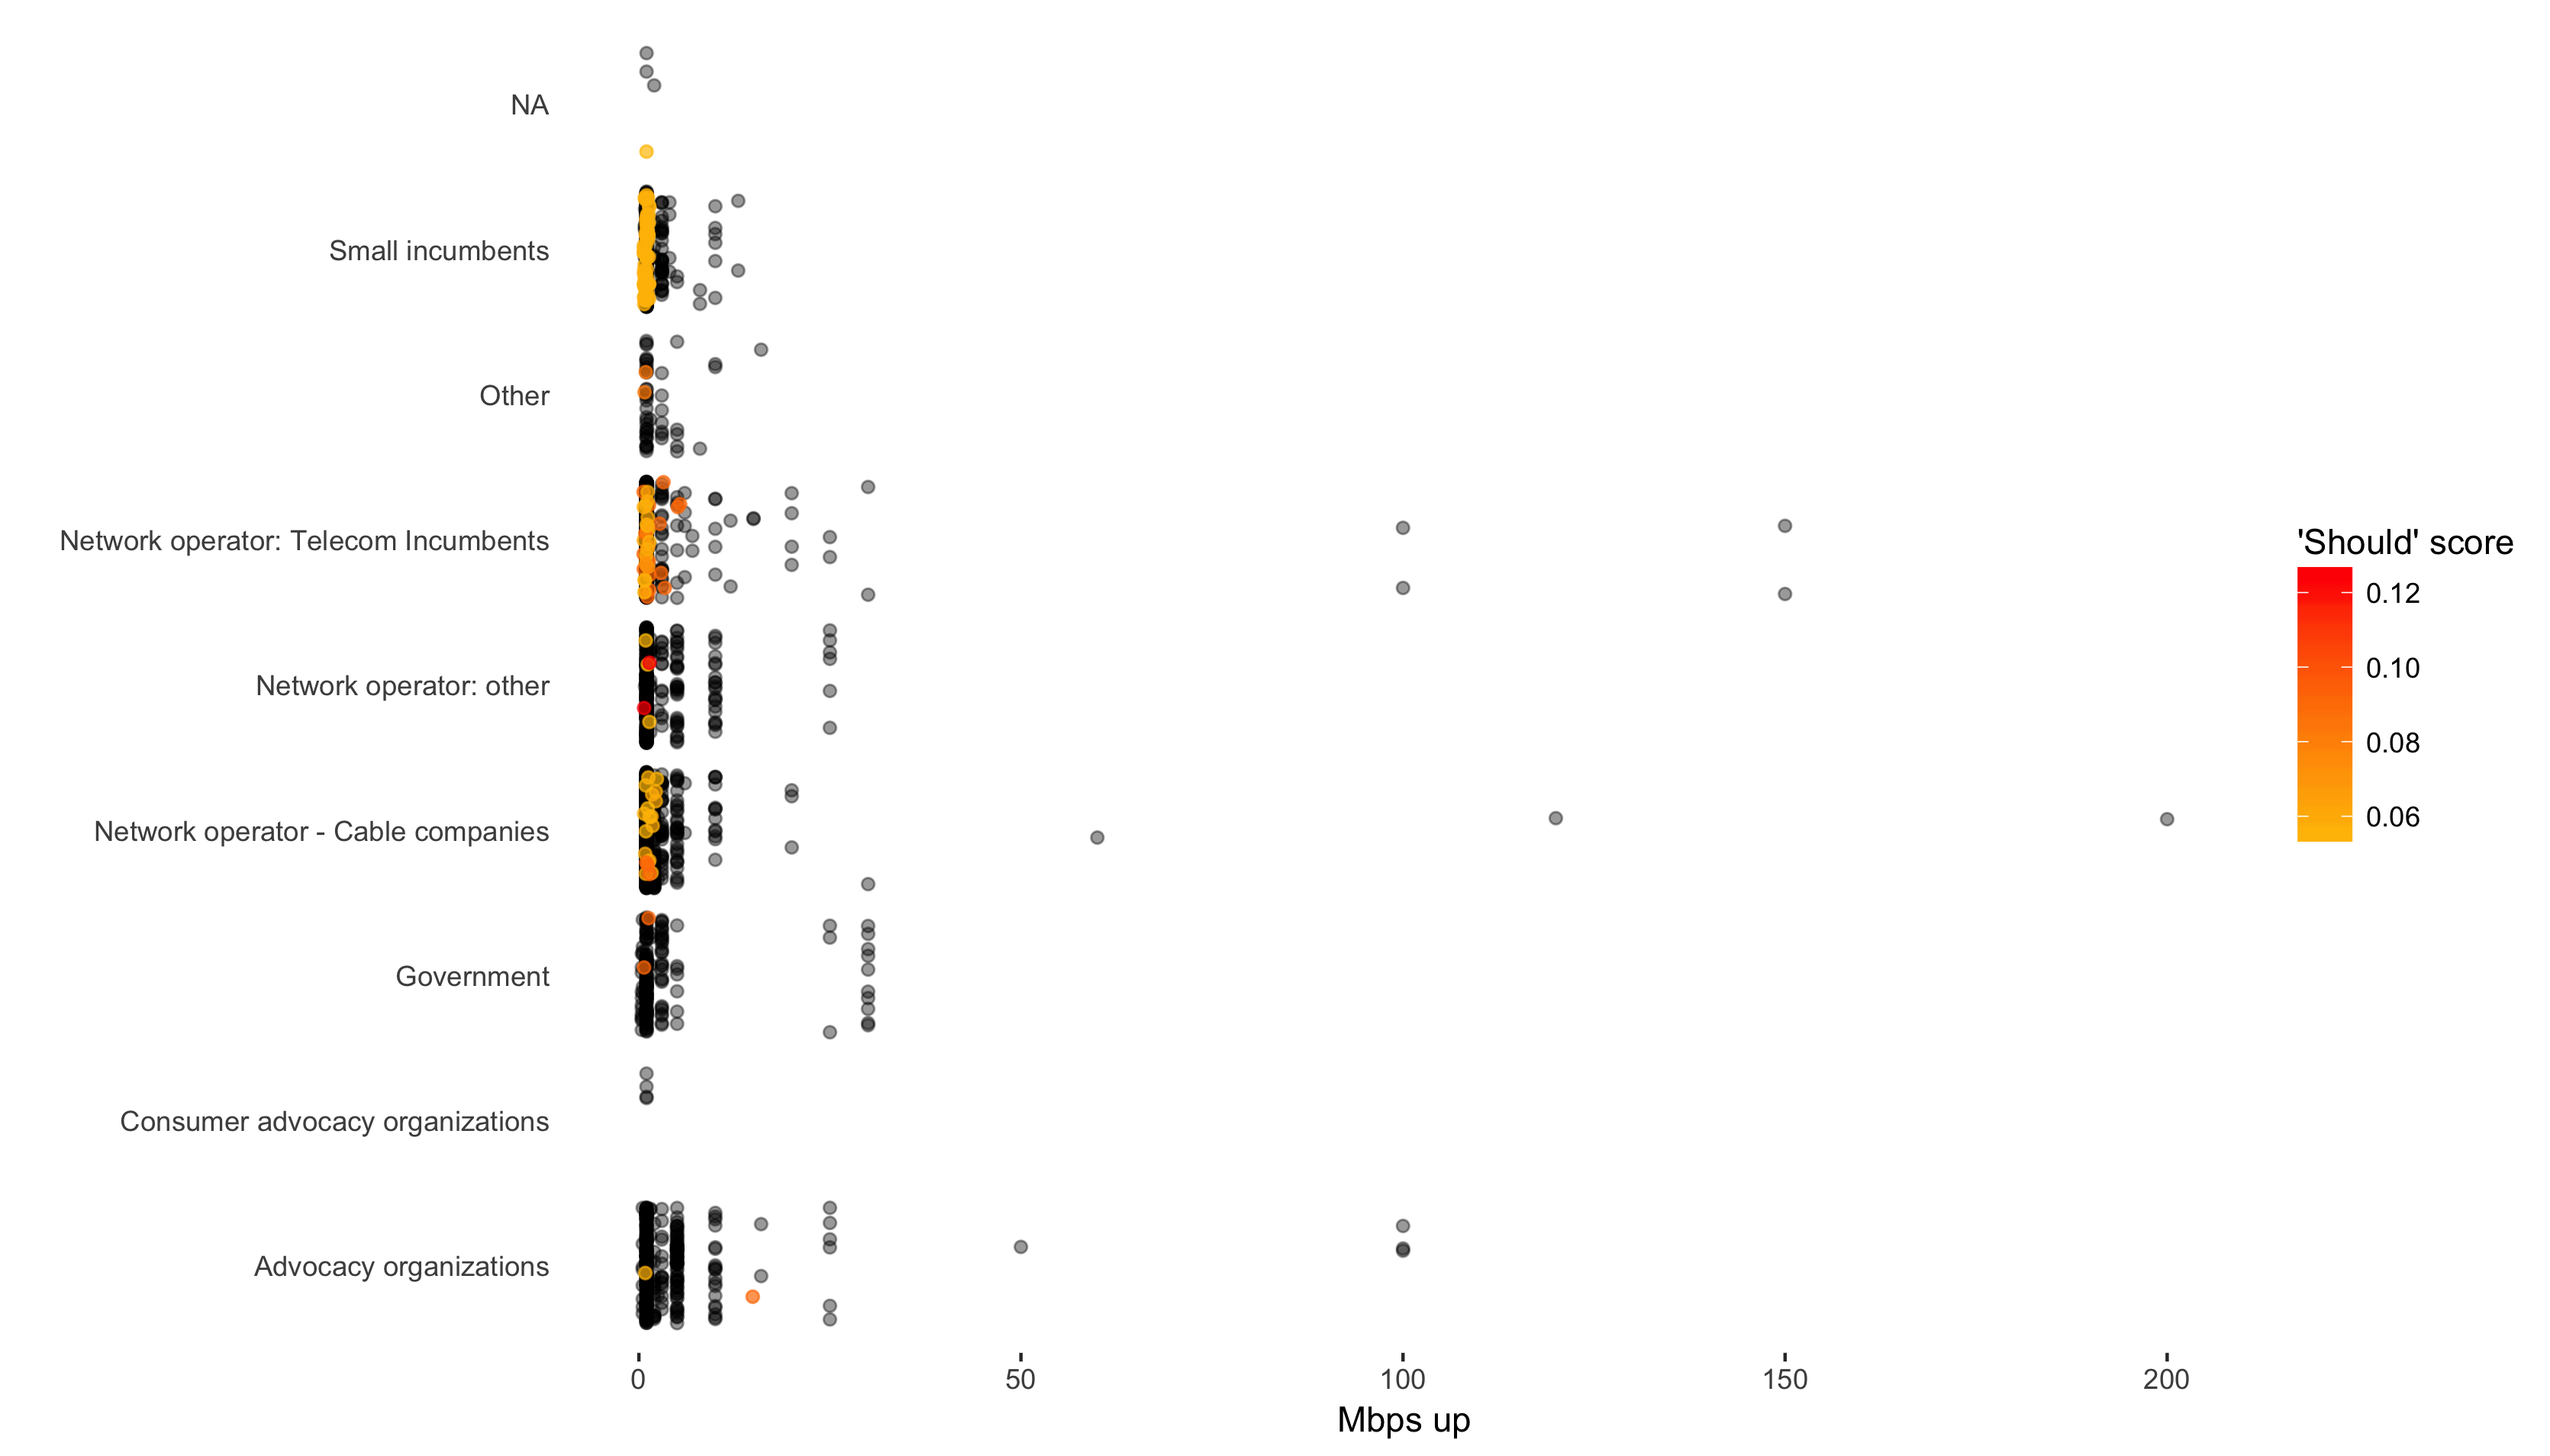 NA
Small incumbents
Other
Network operator: Telecom Incumbents
Network operator: other
Network operator - Cable companies
Government
Consumer advocacy organizations
Advocacy organizations
0 50 100 150 200
Mbps up
'Should' score
0.12
0.10
0.08
0.06